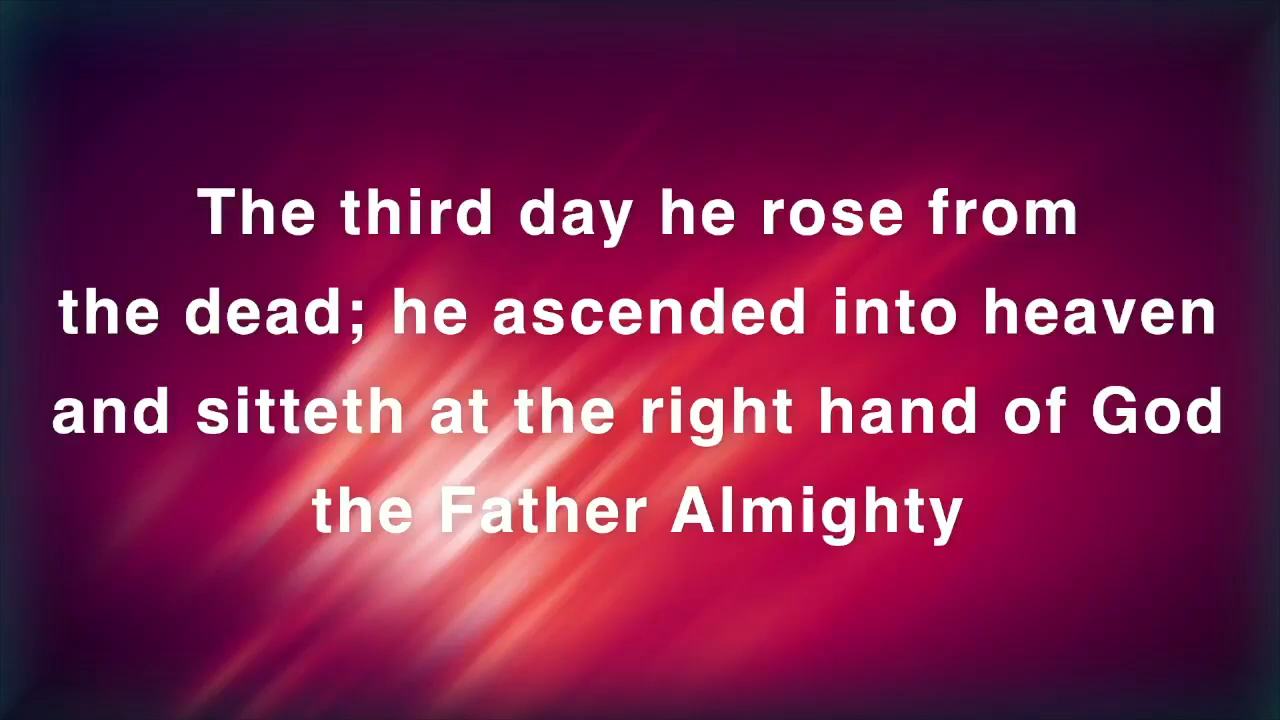 The third day he rose from
the dead; he ascended into heaven
and sitteth at the right hand of God
the Father Almighty